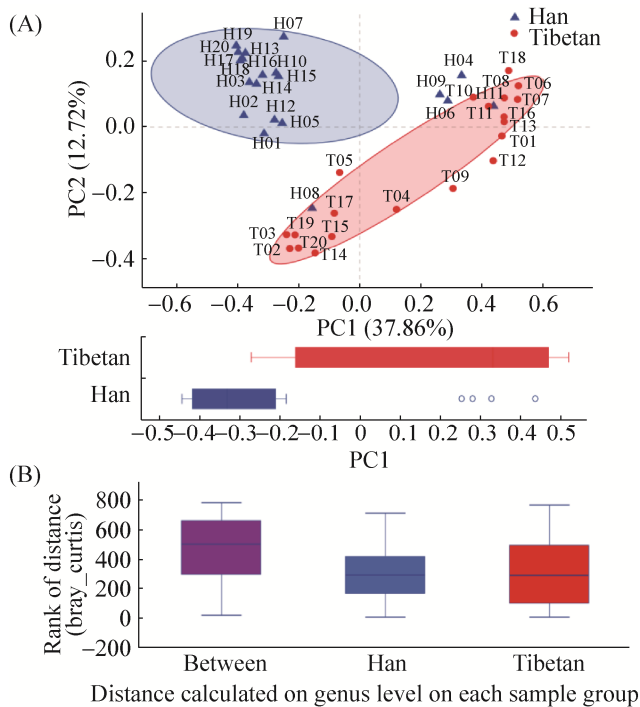 (A)
Han
Tibetan
PC2 (12.72%)
0.2
0.0
−0.2
−0.4
H07
H19
H20
H13
H17
H16
H10
H18
H15
H03
H14
H02
H12
H05
H01
T18
H04
H09
T08
T06
T10
H11
T07
H06
T11
T16
T13
T01
T12
T05
T09
H08
T04
T17
T19
T03
T15
T02
T20
T14
−0.6
−0.4
−0.2
0.0
0.2
0.4
0.6
PC1 (37.86%)
Tibetan
Han
−0.5
−0.4
−0.3
−0.2
−0.1
0
0.1
0.2
0.3
0.4
0.5
PC1
(B)
Rank of distance
(bray_curtis)
800
600
400
200
0
−200
Between
Han
Tibetan
Distance calculated on genus level on each sample group